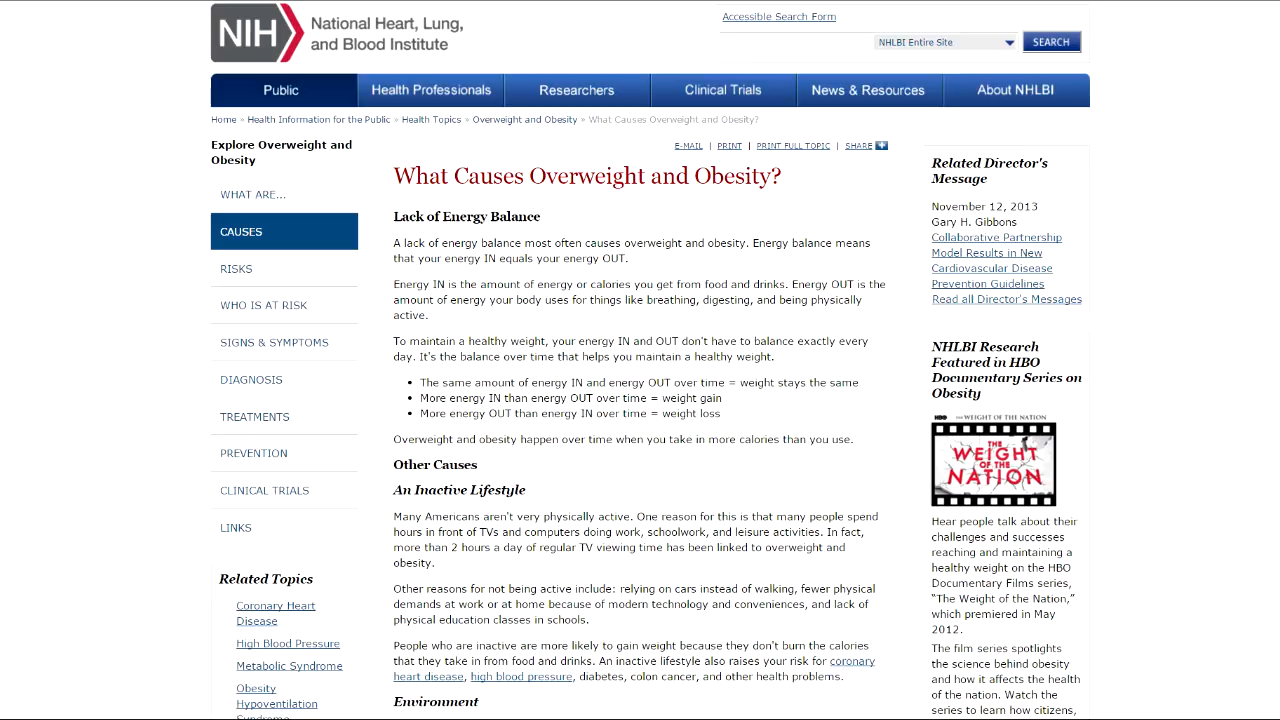 NIH
National Heart, Lung,
and Blood Institute
Accessible Search Form
NHLBI Entire Site
SEARCH
Public
Health Professionals
Researchers
Clinical Trials
News & Resources
About NHLBI
Home » Health Information for the Public » Health Topics » Overweight and Obesity » What Causes Overweight and Obesity?
Explore Overweight and
Obesity
WHAT ARE...
CAUSES
RISKS
WHO IS AT RISK
SIGNS & SYMPTOMS
DIAGNOSIS
TREATMENTS
PREVENTION
CLINICAL TRIALS
LINKS
Related Topics
Coronary Heart
Disease
High Blood Pressure
Metabolic Syndrome
Obesity
Hypoventilation
Syndrome
E-MAIL | PRINT | PRINT FULL TOPIC | SHARE
What Causes Overweight and Obesity?
Lack of Energy Balance
A lack of energy balance most often causes overweight and obesity. Energy balance means
that your energy IN equals your energy OUT.
Energy IN is the amount of energy or calories you get from food and drinks. Energy OUT is the
amount of energy your body uses for things like breathing, digesting, and being physically
active.
To maintain a healthy weight, your energy IN and OUT don't have to balance exactly every
day. It's the balance over time that helps you maintain a healthy weight.
• The same amount of energy IN and energy OUT over time = weight stays the same
• More energy IN than energy OUT over time = weight gain
• More energy OUT than energy IN over time = weight loss
Overweight and obesity happen over time when you take in more calories than you use.
Other Causes
An Inactive Lifestyle
Many Americans aren't very physically active. One reason for this is that many people spend
hours in front of TVs and computers doing work, schoolwork, and leisure activities. In fact,
more than 2 hours a day of regular TV viewing time has been linked to overweight and
obesity.
Other reasons for not being active include: relying on cars instead of walking, fewer physical
demands at work or at home because of modern technology and conveniences, and lack of
physical education classes in schools.
People who are inactive are more likely to gain weight because they don't burn the calories
that they take in from food and drinks. An inactive lifestyle also raises your risk for coronary
heart disease, high blood pressure, diabetes, colon cancer, and other health problems.
Environment
Related Director's
Message
November 12, 2013
Gary H. Gibbons
Collaborative Partnership
Model Results in New
Cardiovascular Disease
Prevention Guidelines
Read all Director's Messages
NHLBI Research
Featured in HBO
Documentary Series on
Obesity
HBO THE WEIGHT OF THE NATION
THE
WEIGHT
OF THE
NATION
Hear people talk about their
challenges and successes
reaching and maintaining a
healthy weight on the HBO
Documentary Films series,
“The Weight of the Nation,”
which premiered in May
2012.
The film series spotlights
the science behind obesity
and how it affects the health
of the nation. Watch the
series to learn how citizens,